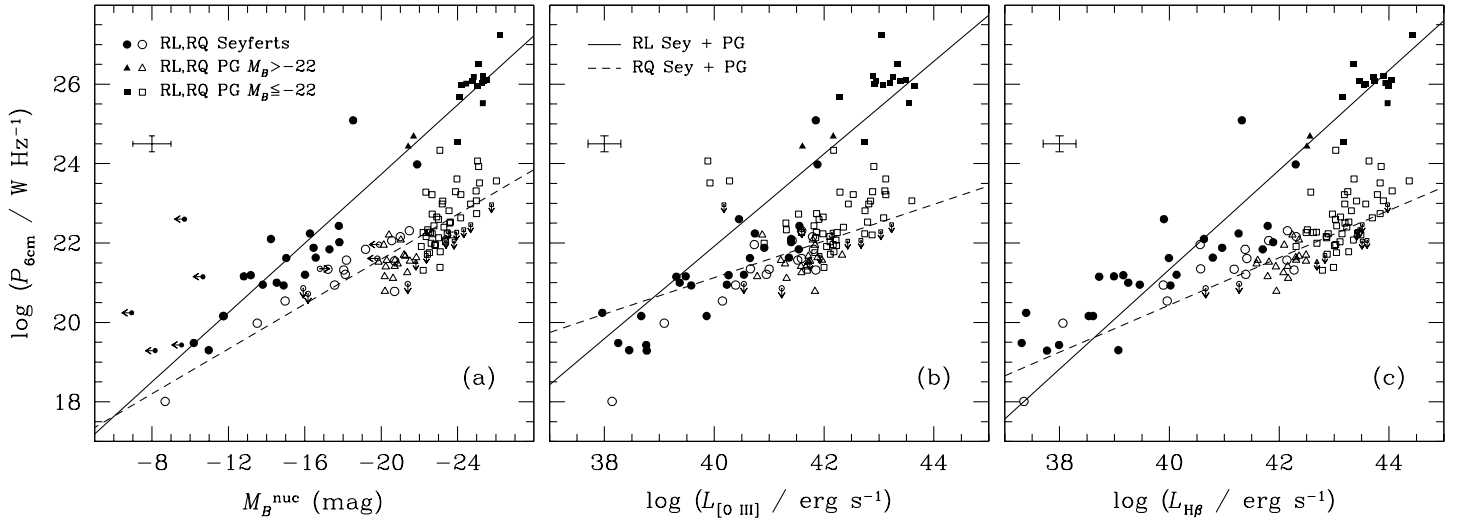 log (P₆cm / W Hz⁻¹)
26
24
22
20
18
● ○ RL,RQ Seyferts
▲ △ RL,RQ PG M_B>−22
■ □ RL,RQ PG M_B≤−22
(a)
−8 −12 −16 −20 −24
M_B^nuc (mag)
RL Sey + PG
RQ Sey + PG
(b)
38 40 42 44
log (L_[O III] / erg s⁻¹)
(c)
38 40 42 44
log (L_Hβ / erg s⁻¹)